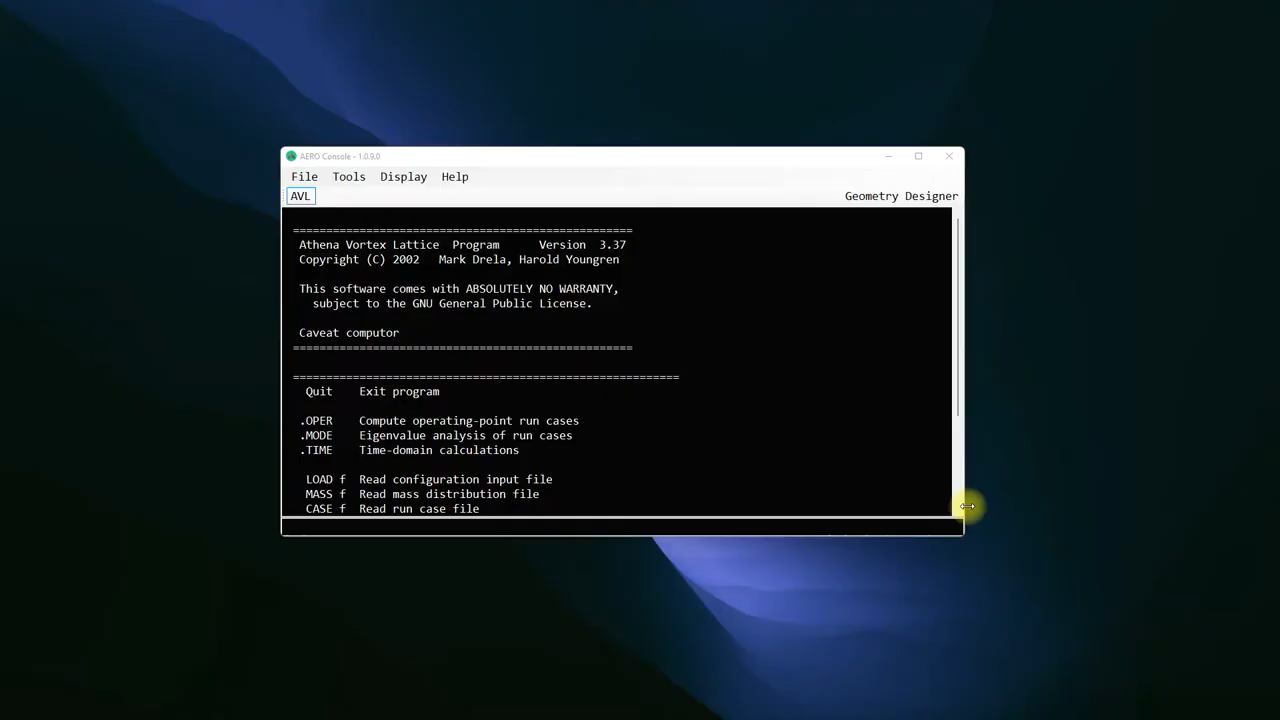 AERO Console - 1.0.9.0
File Tools Display Help
AVL Geometry Designer
===================================================
Athena Vortex Lattice Program Version 3.37
Copyright (C) 2002 Mark Drela, Harold Youngren
This software comes with ABSOLUTELY NO WARRANTY,
subject to the GNU General Public License.
Caveat computor
===================================================
==========================================================
Quit Exit program
.OPER Compute operating-point run cases
.MODE Eigenvalue analysis of run cases
.TIME Time-domain calculations
LOAD f Read configuration input file
MASS f Read mass distribution file
CASE f Read run case file